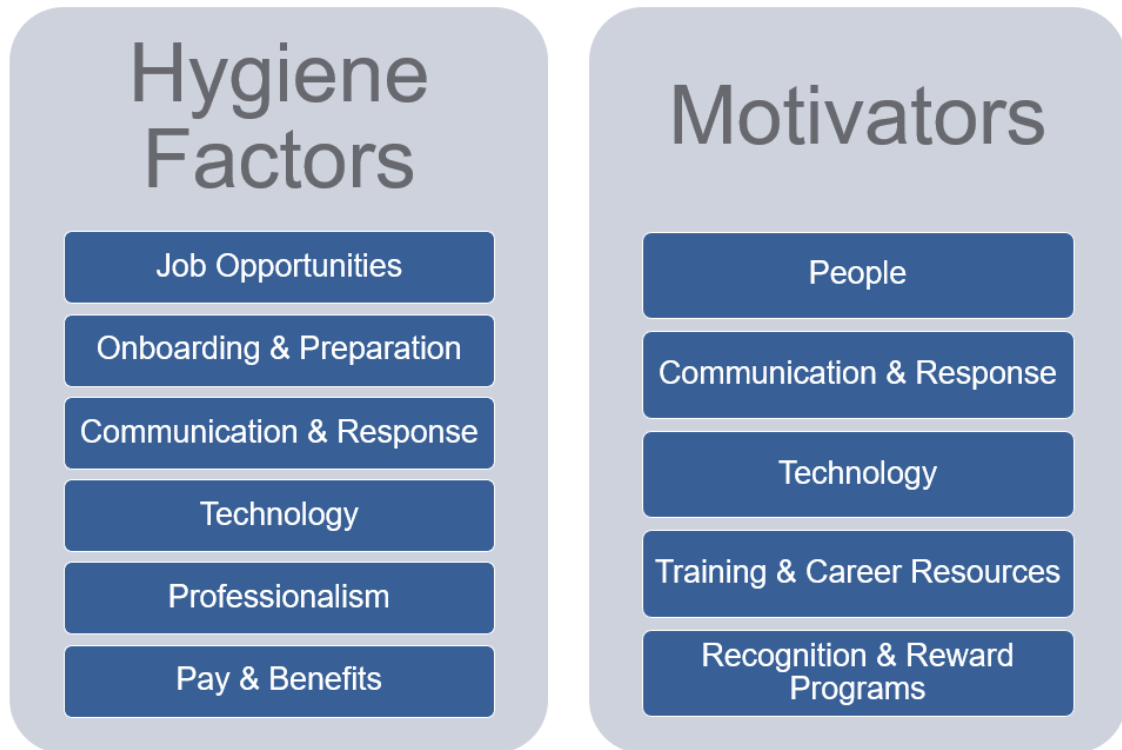 Hygiene
Factors
Job Opportunities
Onboarding & Preparation
Communication & Response
Technology
Professionalism
Pay & Benefits
Motivators
People
Communication & Response
Technology
Training & Career Resources
Recognition & Reward
Programs